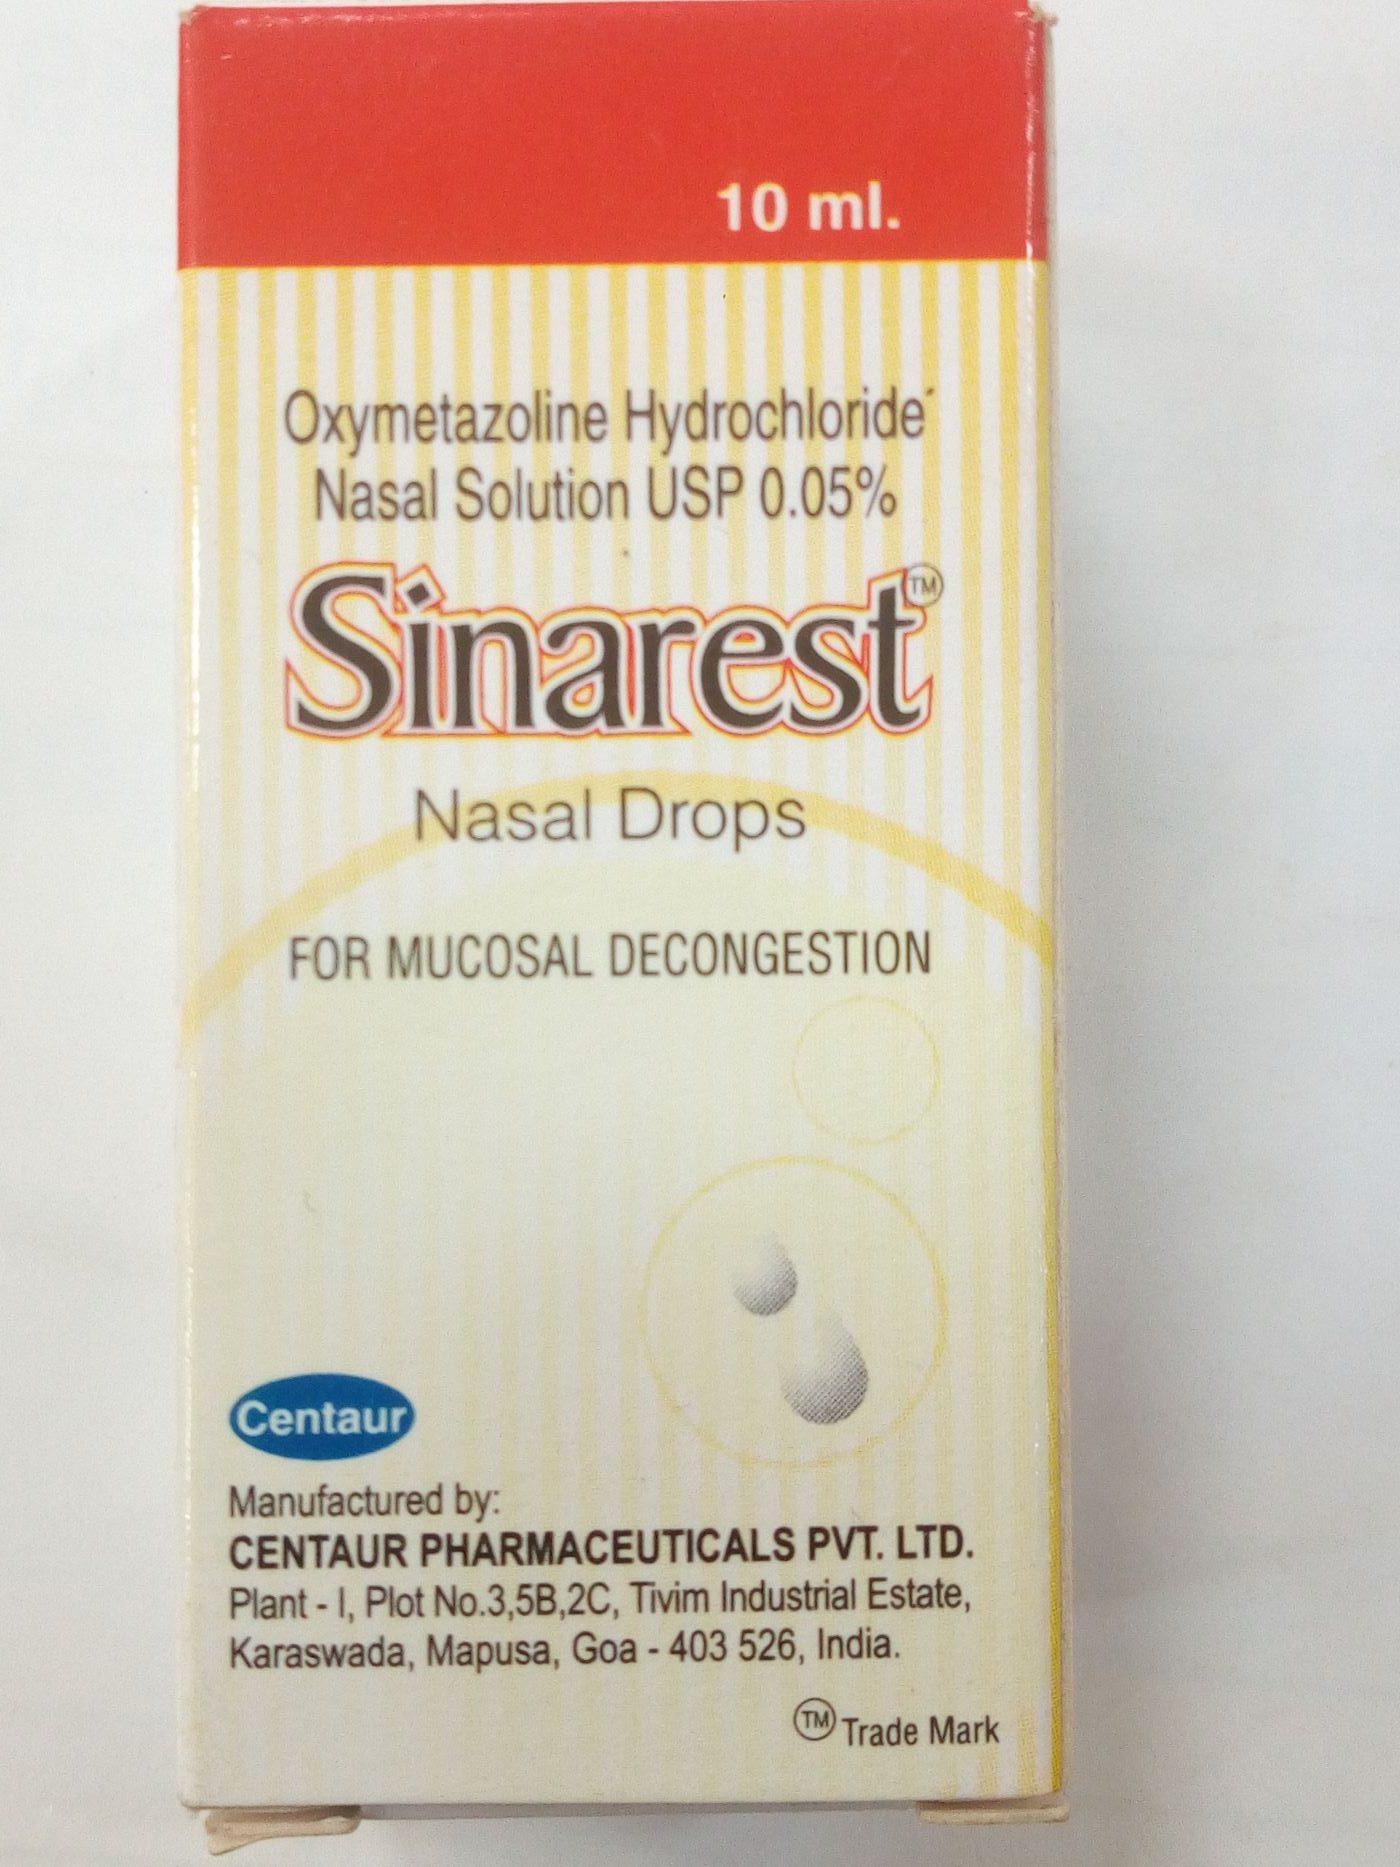 10 ml.
Oxymetazoline Hydrochloride
Nasal Solution USP 0.05%
Sinarest™
Nasal Drops
FOR MUCOSAL DECONGESTION
Centaur
Manufactured by:
CENTAUR PHARMACEUTICALS PVT. LTD.
Plant - I, Plot No.3,5B,2C, Tivim Industrial Estate,
Karaswada, Mapusa, Goa - 403 526, India.
™ Trade Mark